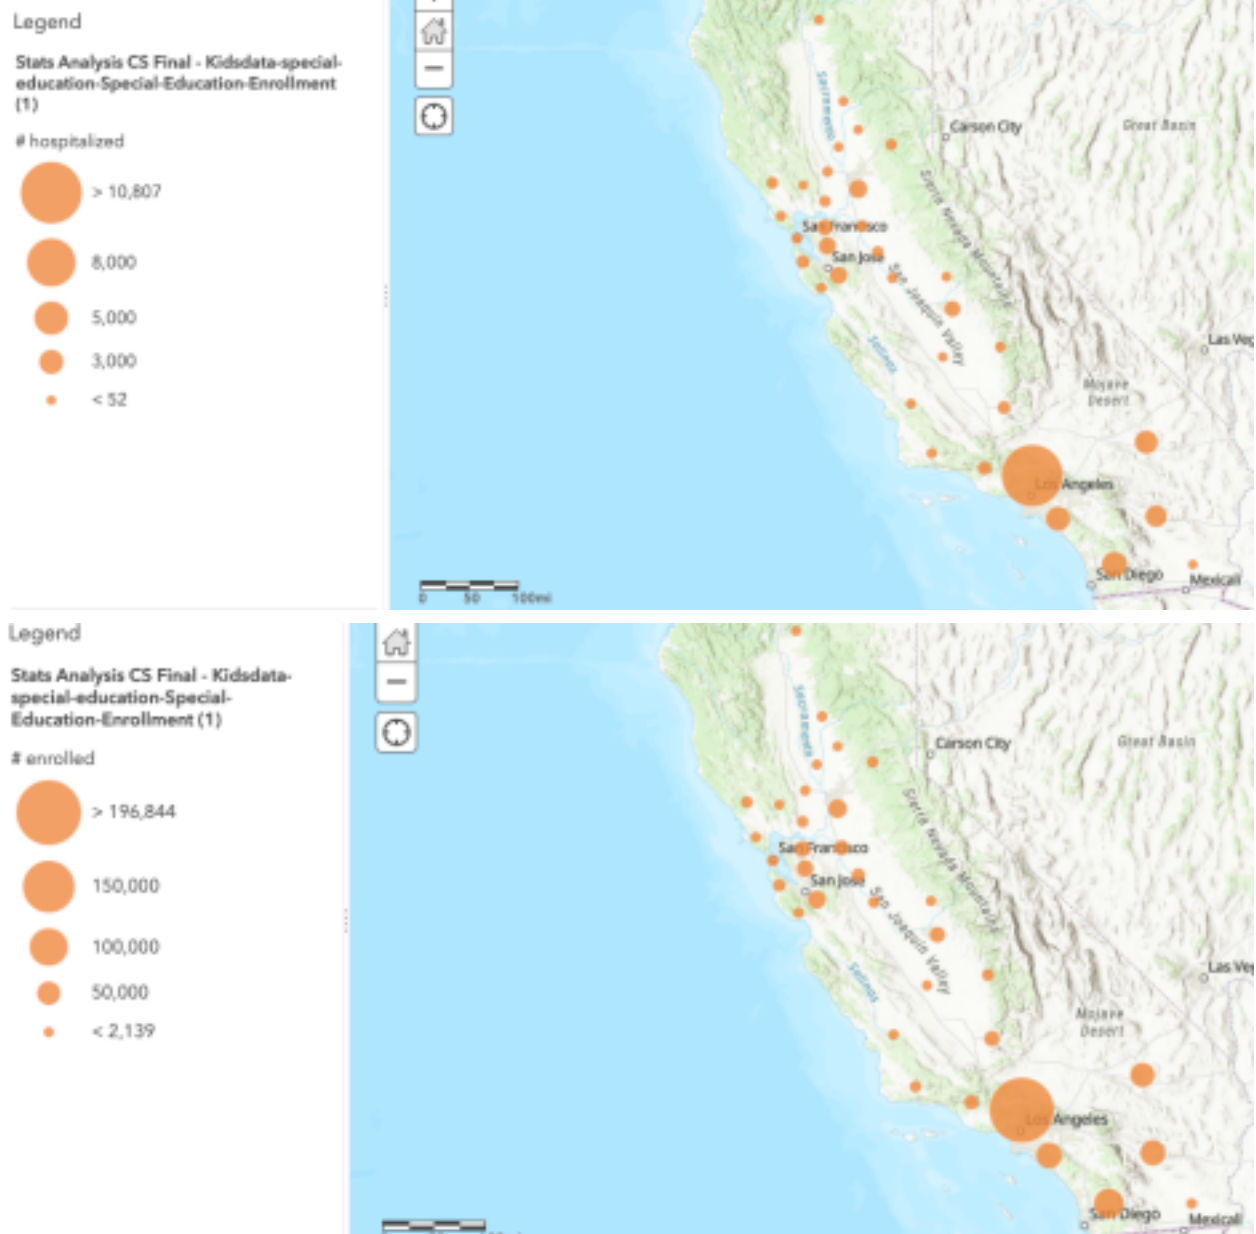 Legend
Stats Analysis CS Final - Kidsdata-special-
education-Special-Education-Enrollment
(1)
# hospitalized
> 10,807
8,000
5,000
3,000
< 52
Sacramento
Carson City
Great Basin
Sierra Nevada Mountains
San Francisco
San Jose
San Joaquin Valley
Salinas
Las Veg
Mojave
Desert
Los Angeles
San Diego
Mexicali
0 50 100mi
Legend
Stats Analysis CS Final - Kidsdata-
special-education-Special-
Education-Enrollment (1)
# enrolled
> 196,844
150,000
100,000
50,000
< 2,139
Sacramento
Carson City
Great Basin
Sierra Nevada Mountains
San Francisco
San Jose
San Joaquin Valley
Salinas
Las Veg
Mojave
Desert
Los Angeles
San Diego
Mexicali